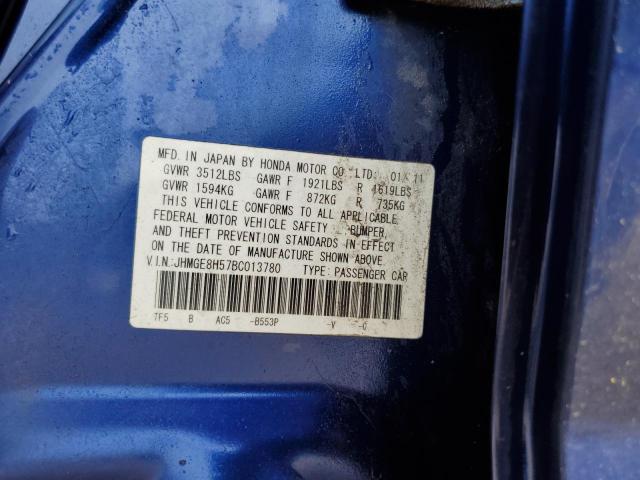 MFD. IN JAPAN BY HONDA MOTOR CO., LTD: 01/11
GVWR 3512LBS GAWR F 1921LBS R 1619LBS
GVWR 1594KG GAWR F 872KG R 735KG
THIS VEHICLE CONFORMS TO ALL APPLICABLE
FEDERAL MOTOR VEHICLE SAFETY, BUMPER,
AND THEFT PREVENTION STANDARDS IN EFFECT
ON THE DATE OF MANUFACTURE SHOWN ABOVE.
V.I.N.:JHMGE8H57BC013780 TYPE: PASSENGER CAR
TF5 B AC5 -B553P -V -C